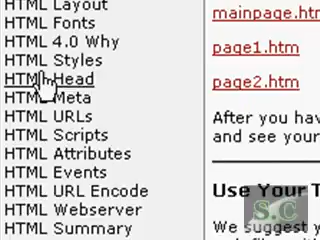 HTML Layout
HTML Fonts
HTML 4.0 Why
HTML Styles
HTML Head
HTML Meta
HTML URLs
HTML Scripts
HTML Attributes
HTML Events
HTML URL Encode
HTML Webserver
HTML Summary
mainpage.htm
page1.htm
page2.htm
After you hav
and see your
Use Your T
We suggest y
S.C